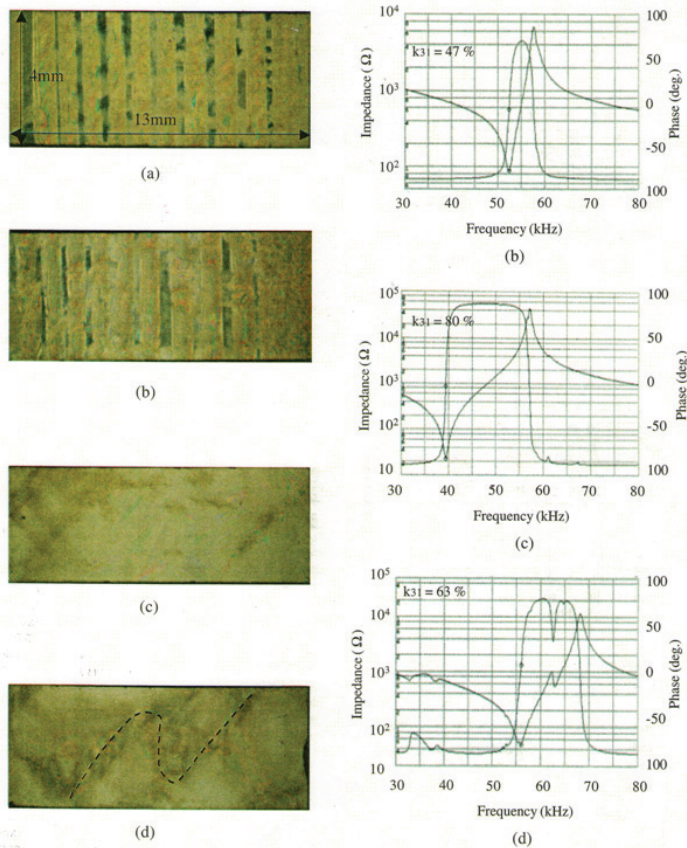 4mm
13mm
(a)
(b)
(c)
(d)
10⁴
10³
10²
Impedance (Ω)
k31 = 47 %
100
50
0
-50
100
Phase (deg.)
30 40 50 60 70 80
Frequency (kHz)
(b)
10⁵
10⁴
10³
10²
10
Impedance (Ω)
k31 = 80 %
100
50
0
-50
100
Phase (deg.)
30 40 50 60 70 80
Frequency (kHz)
(c)
10⁵
10⁴
10³
10²
10
Impedance (Ω)
k31 = 63 %
100
50
0
-50
100
Phase (deg.)
30 40 50 60 70 80
Frequency (kHz)
(d)